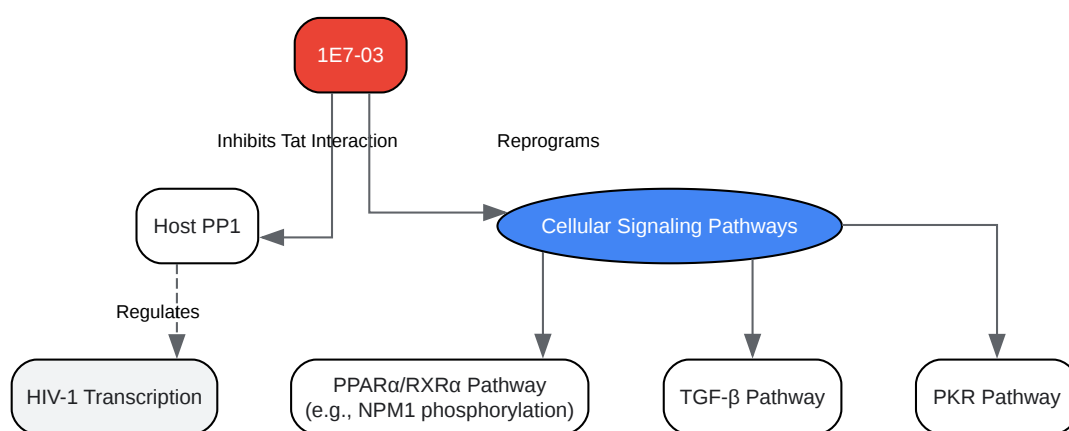 1E7-03
Inhibits Tat Interaction
Reprograms
Host PP1
Cellular Signaling Pathways
Regulates
HIV-1 Transcription
PPARα/RXRα Pathway
(e.g., NPM1 phosphorylation)
TGF-β Pathway
PKR Pathway